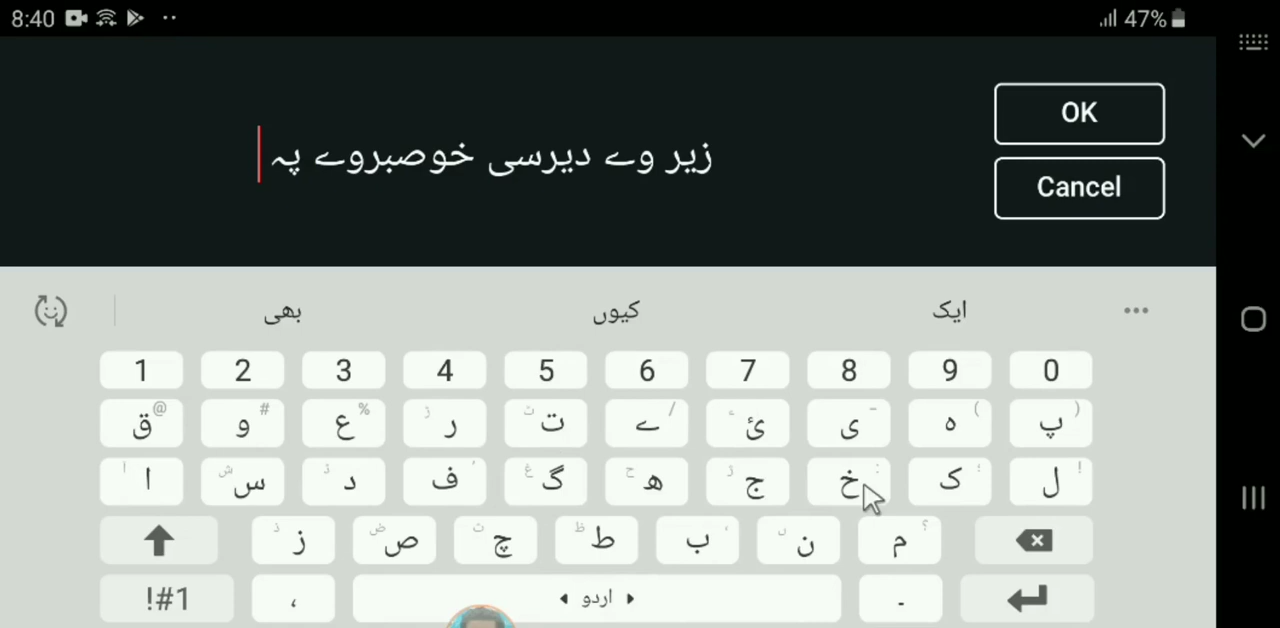 8:40
47%
OK
زیر وے دیرسی خوصبروے پہ
Cancel
بھی کیوں ایک
1 2 3 4 5 6 7 8 9 0
@ # % ڑ ٹ / ء - ( )
ق و ع ر ت ے ئ ی ہ پ
آ ش ڈ ' غ ح ژ : ؛ !
ا س د ف گ ھ ج خ ک ل
ذ ض ث ظ ، ں ؟
ز ص چ ط ب ن م
!#1 ، اردو ۔